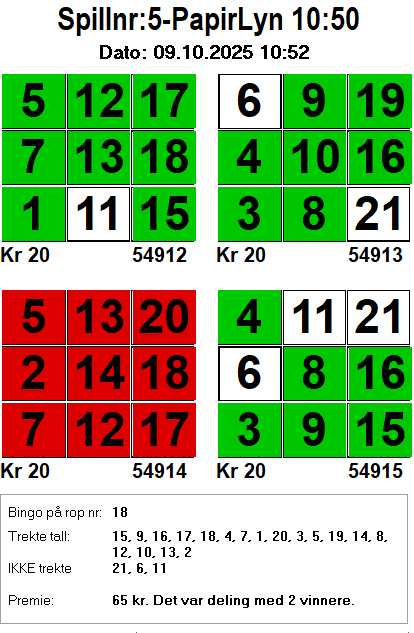 Spillnr:5-PapirLyn 10:50
Dato: 09.10.2025 10:52
5 12 17
7 13 18
1 11 15
Kr 20 54912
6 9 19
4 10 16
3 8 21
Kr 20 54913
5 13 20
2 14 18
7 12 17
Kr 20 54914
4 11 21
6 8 16
3 9 15
Kr 20 54915
Bingo på rop nr: 18
Trekte tall: 15, 9, 16, 17, 18, 4, 7, 1, 20, 3, 5, 19, 14, 8,
12, 10, 13, 2
IKKE trekte 21, 6, 11
Premie: 65 kr. Det var deling med 2 vinnere.